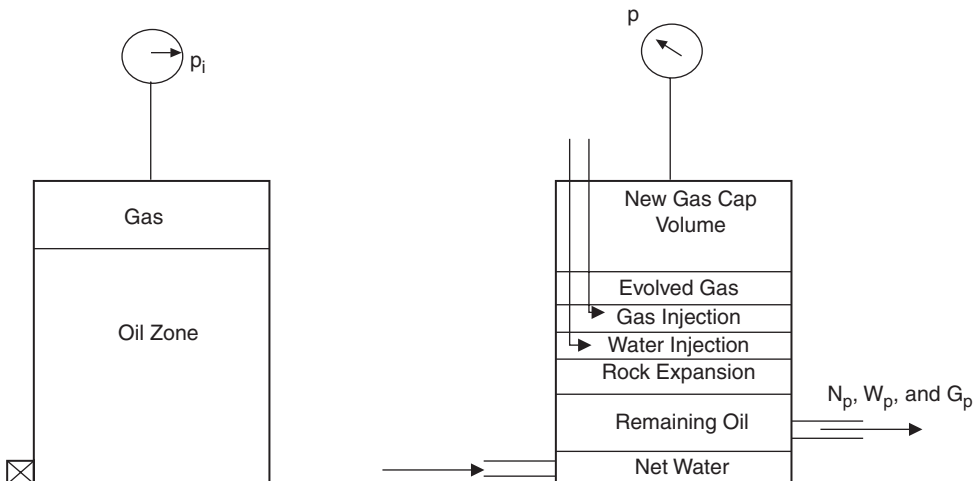 p
pᵢ
Gas
Oil Zone
New Gas Cap
Volume
Evolved Gas
Gas Injection
Water Injection
Rock Expansion
Remaining Oil
Net Water
Nₚ, Wₚ, and Gₚ